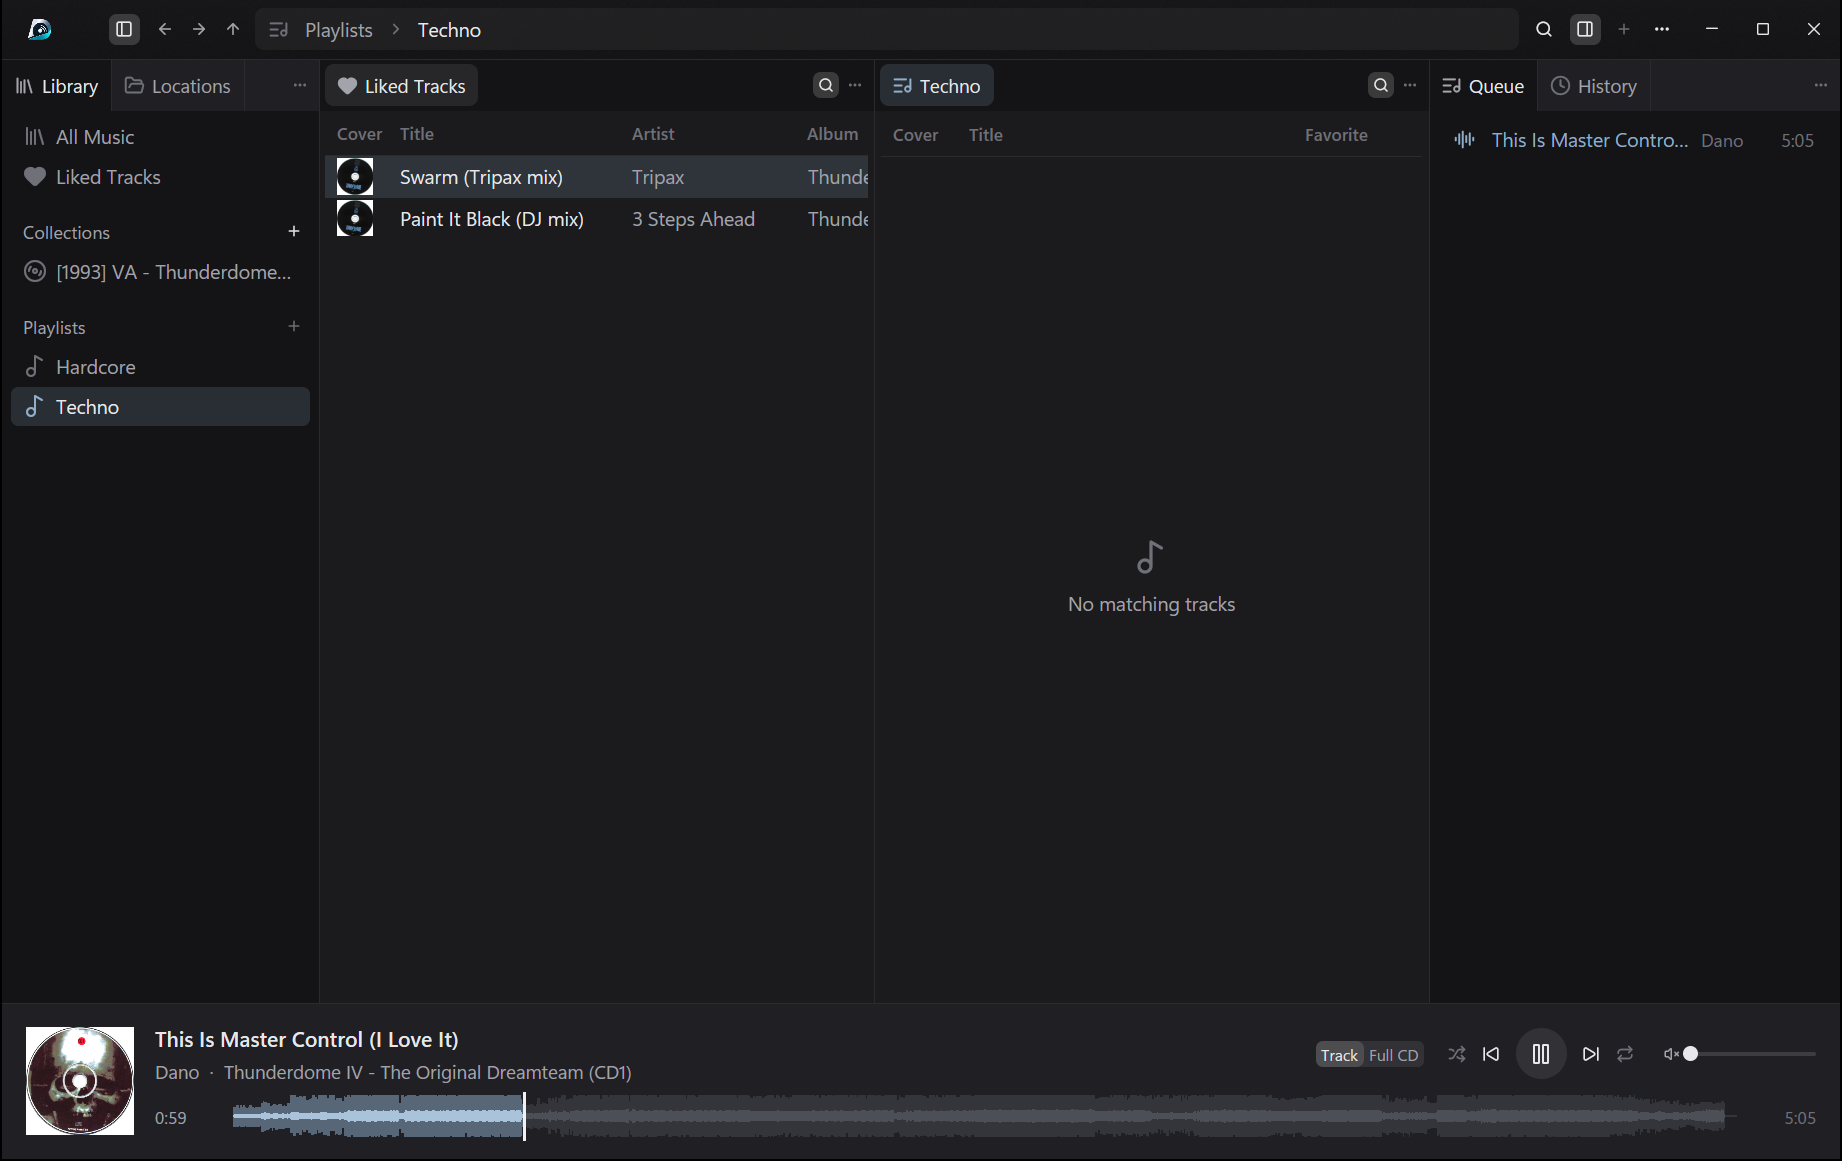 Playlists > Techno
Library
Locations
All Music
Liked Tracks
Collections
[1993] VA - Thunderdome...
Playlists
Hardcore
Techno
Liked Tracks
Cover Title Artist Album
Swarm (Tripax mix) Tripax Thunde
Paint It Black (DJ mix) 3 Steps Ahead Thunde
Techno
Cover Title Favorite
No matching tracks
Queue
History
This Is Master Contro... Dano 5:05
This Is Master Control (I Love It)
Dano · Thunderdome IV - The Original Dreamteam (CD1)
0:59
Track Full CD
5:05